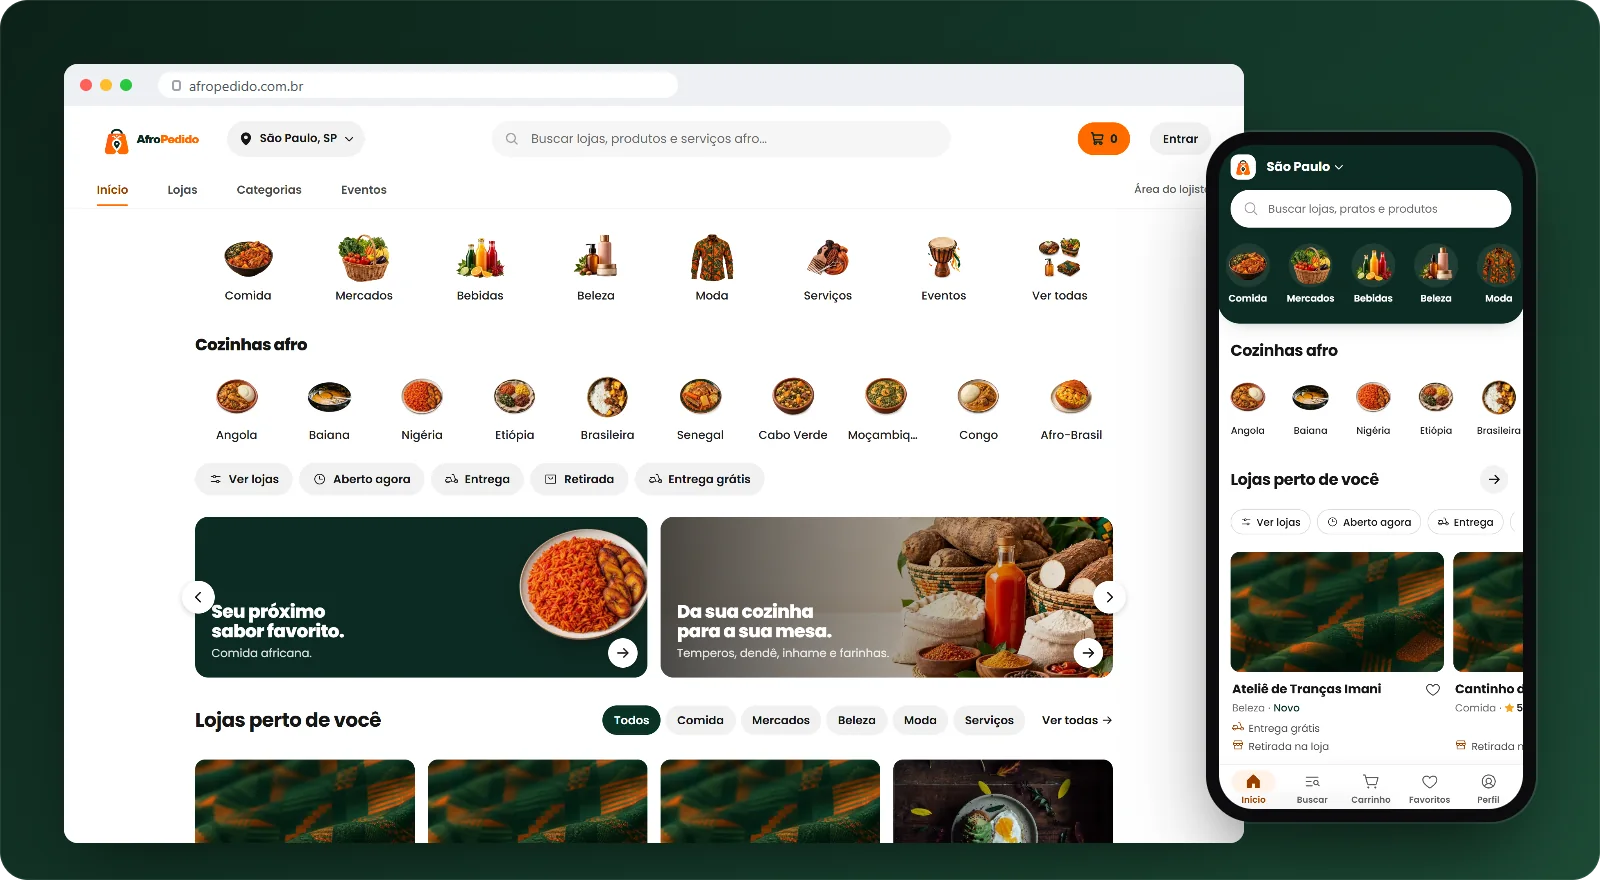 afropedido.com.br
AfroPedido
São Paulo, SP
Buscar lojas, produtos e serviços afro...
0
Entrar
Início
Lojas
Categorias
Eventos
Área do lojist
Comida
Mercados
Bebidas
Beleza
Moda
Serviços
Eventos
Ver todas
Cozinhas afro
Angola
Baiana
Nigéria
Etiópia
Brasileira
Senegal
Cabo Verde
Moçambiq...
Congo
Afro-Brasil
Ver lojas
Aberto agora
Entrega
Retirada
Entrega grátis
Seu próximo
sabor favorito.
Comida africana.
Da sua cozinha
para a sua mesa.
Temperos, dendê, inhame e farinhas.
Lojas perto de você
Todos
Comida
Mercados
Beleza
Moda
Serviços
Ver todas →
São Paulo
Buscar lojas, pratos e produtos
Comida
Mercados
Bebidas
Beleza
Moda
Cozinhas afro
Angola
Baiana
Nigéria
Etiópia
Brasileira
Lojas perto de você
Ver lojas
Aberto agora
Entrega
Ateliê de Tranças Imani
Beleza · Novo
Entrega grátis
Retirada na loja
Cantinho d
Comida · ★ 5
Retirada n
Início
Buscar
Carrinho
Favoritos
Perfil